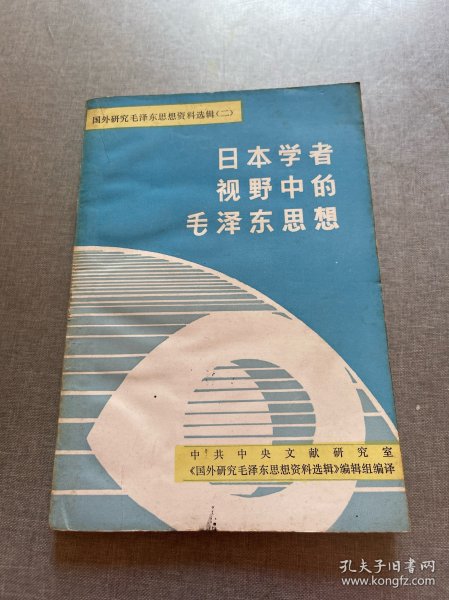 国外研究毛泽东思想资料选辑(二)
日本学者
视野中的
毛泽东思想
中共中央文献研究室
《国外研究毛泽东思想资料选辑》编辑组编译
孔夫子旧书网
www.kongfz.com